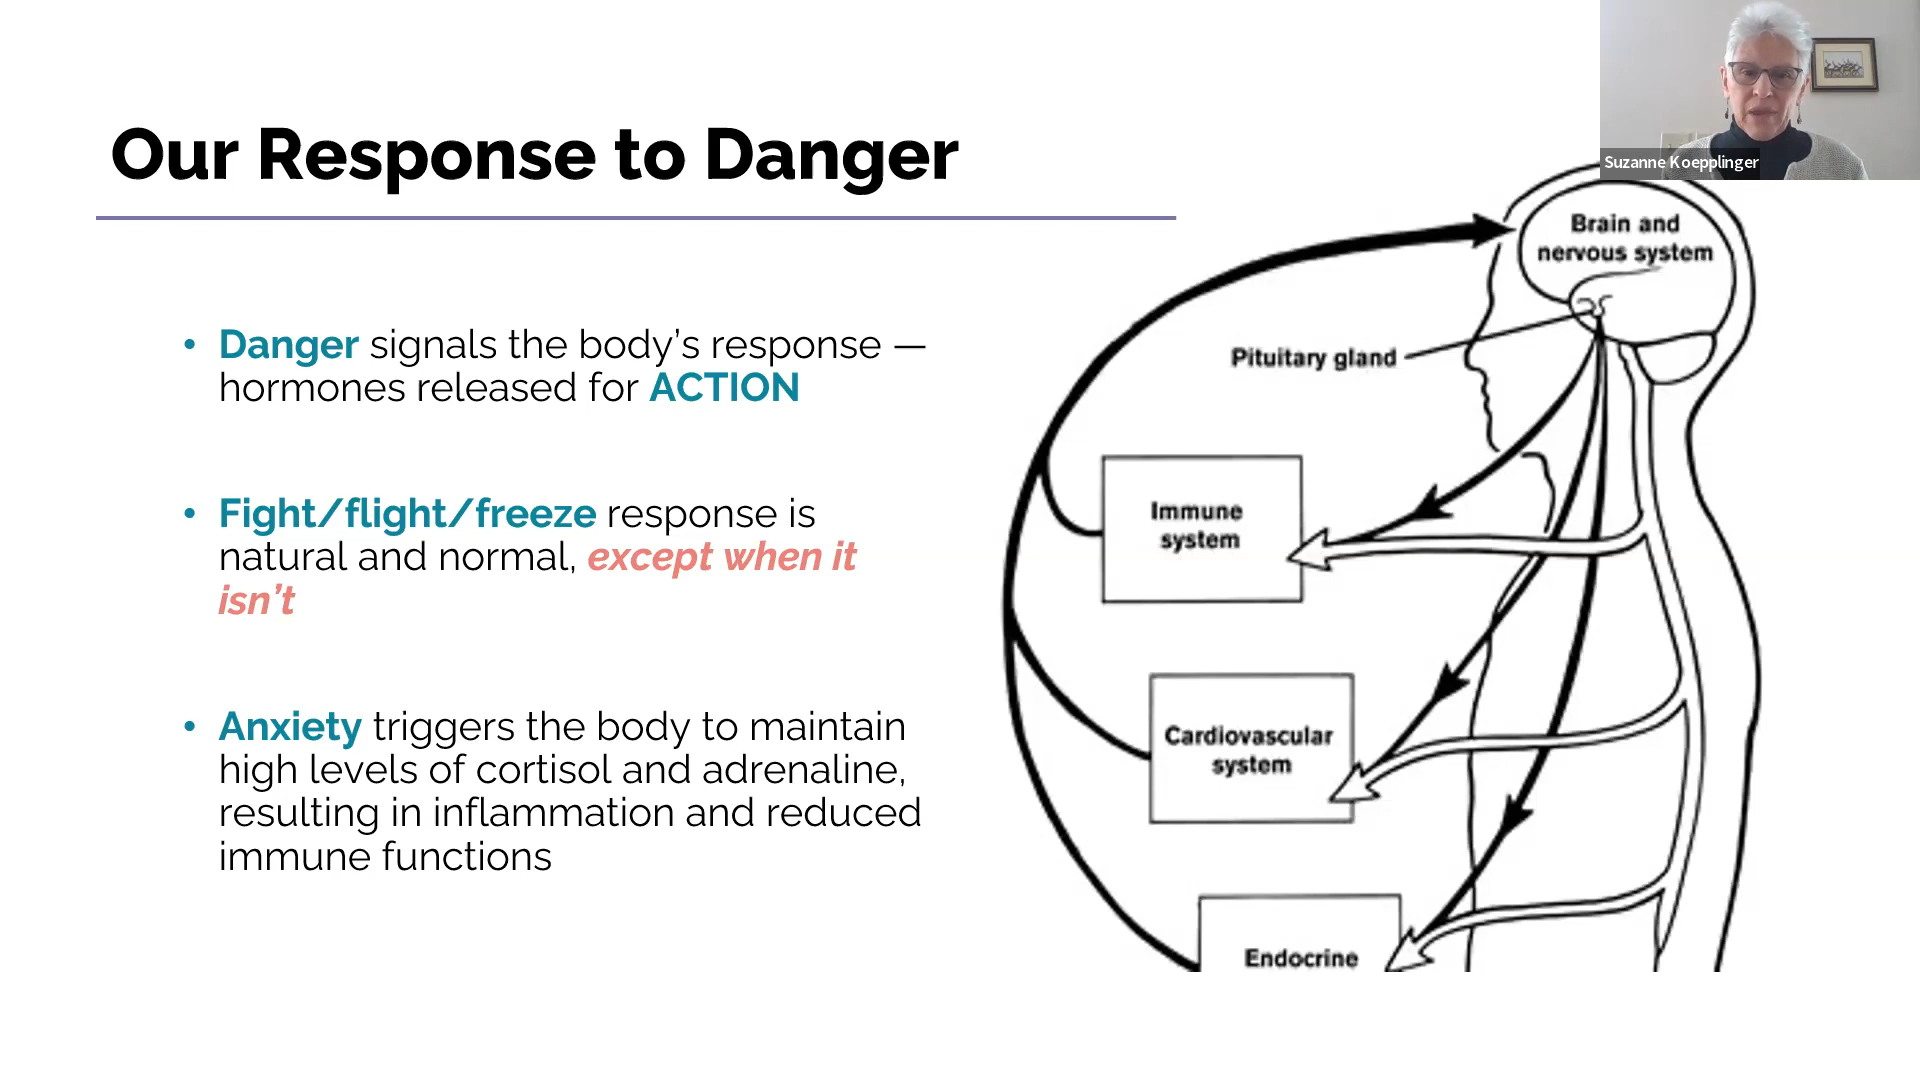 Suzanne Koepplinger
Our Response to Danger
• Danger signals the body’s response —
hormones released for ACTION
• Fight/flight/freeze response is
natural and normal, except when it
isn’t
• Anxiety triggers the body to maintain
high levels of cortisol and adrenaline,
resulting in inflammation and reduced
immune functions
Brain and
nervous system
Pituitary gland
Immune
system
Cardiovascular
system
Endocrine